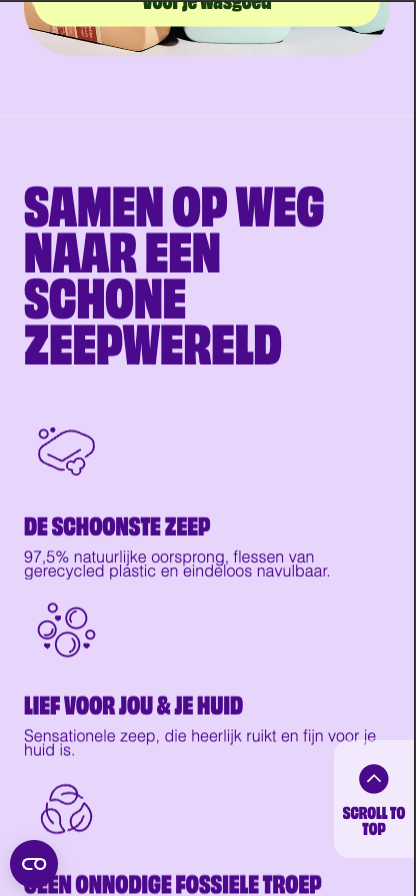 voor je wasgoed
SAMEN OP WEG
NAAR EEN
SCHONE
ZEEPWERELD
DE SCHOONSTE ZEEP
97,5% natuurlijke oorsprong, flessen van
gerecycled plastic en eindeloos navulbaar.
LIEF VOOR JOU & JE HUID
Sensationele zeep, die heerlijk ruikt en fijn voor je
huid is.
SCROLL TO
TOP
GEEN ONNODIGE FOSSIELE TROEP